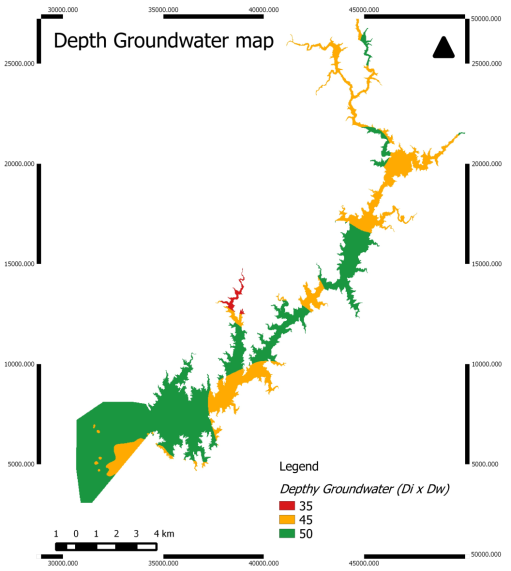 30000.000 35000.000 40000.000 45000.000 50000.000
Depth Groundwater map
25000.000 25000.000
20000.000 20000.000
15000.000 15000.000
10000.000 10000.000
5000.000 5000.000
Legend
Depthy Groundwater (Di x Dw)
35
45
50
1 0 1 2 3 4 km
30000.000 35000.000 40000.000 45000.000 50000.000